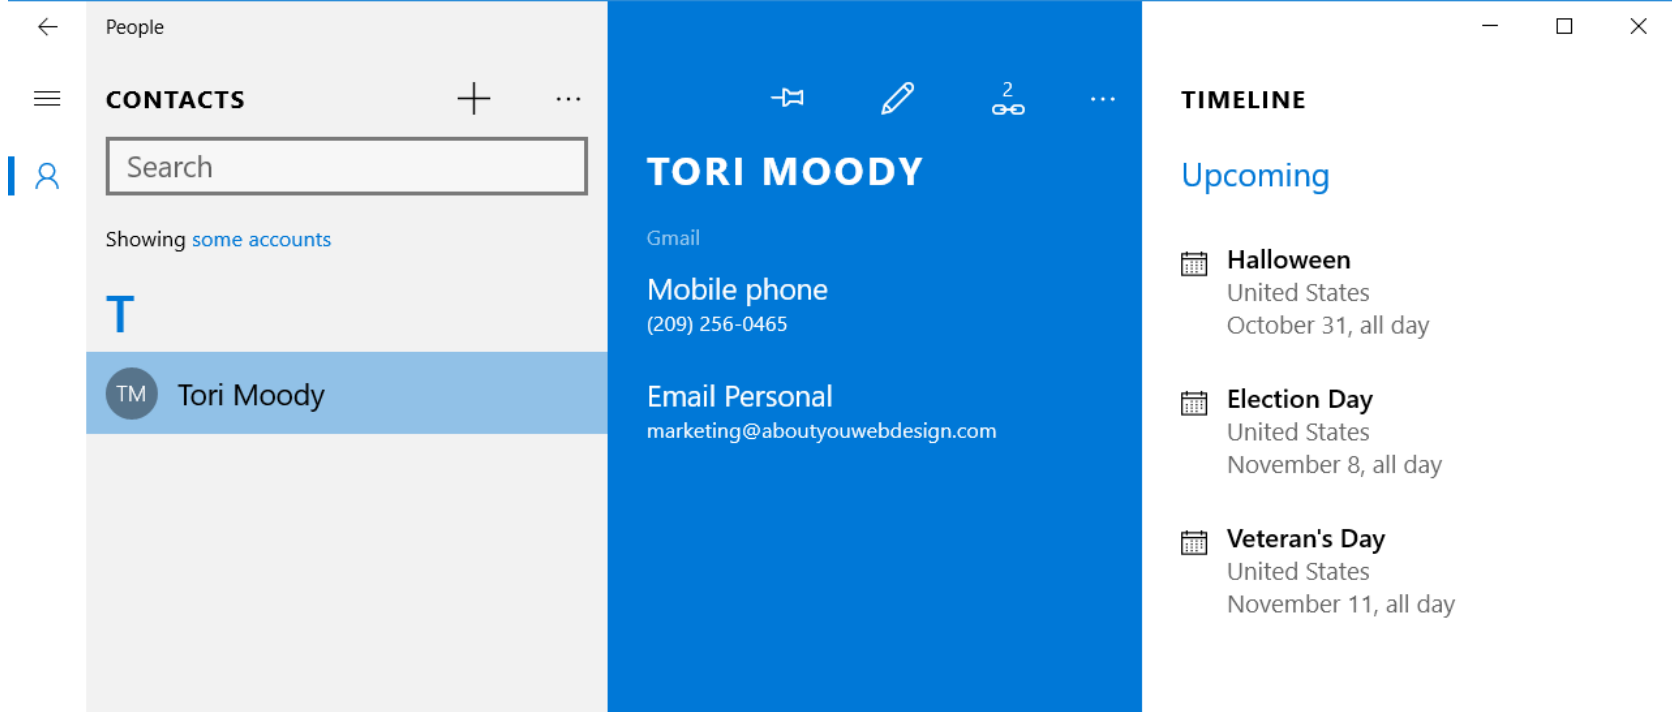 People
CONTACTS
Search
Showing some accounts
T
TM Tori Moody
2
TORI MOODY
Gmail
Mobile phone
(209) 256-0465
Email Personal
marketing@aboutyouwebdesign.com
TIMELINE
Upcoming
Halloween
United States
October 31, all day
Election Day
United States
November 8, all day
Veteran's Day
United States
November 11, all day